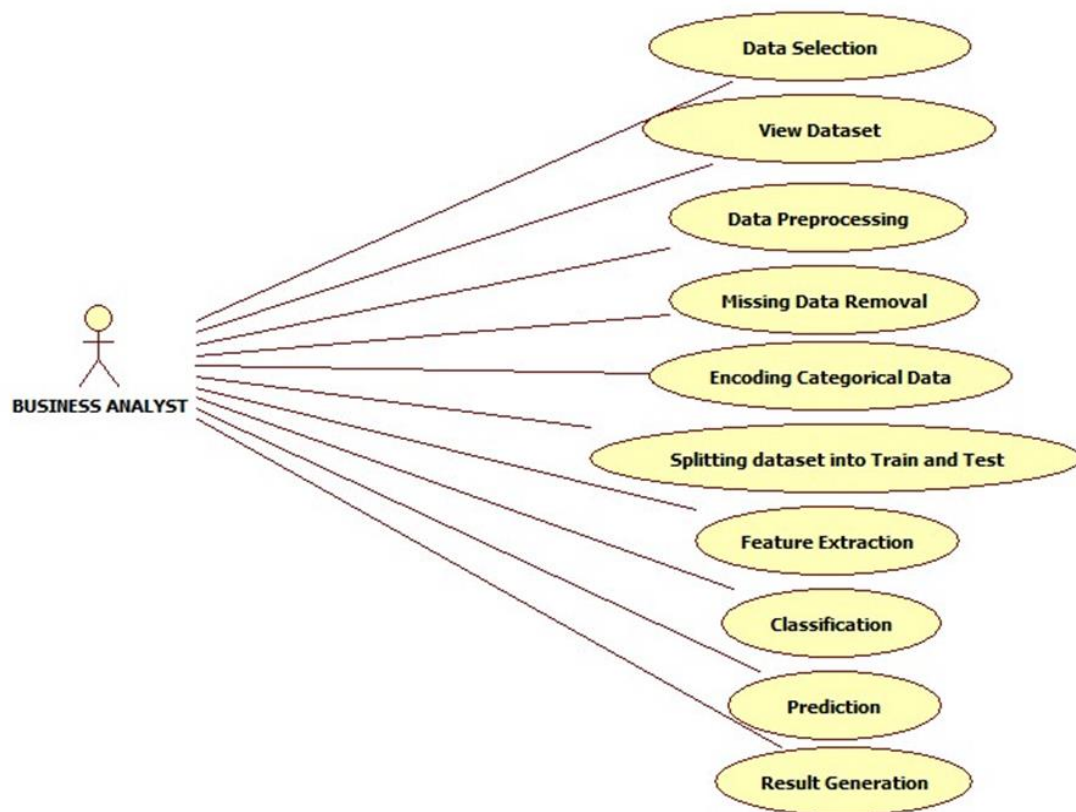 Data Selection
View Dataset
Data Preprocessing
Missing Data Removal
BUSINESS ANALYST
Encoding Categorical Data
Splitting dataset into Train and Test
Feature Extraction
Classification
Prediction
Result Generation